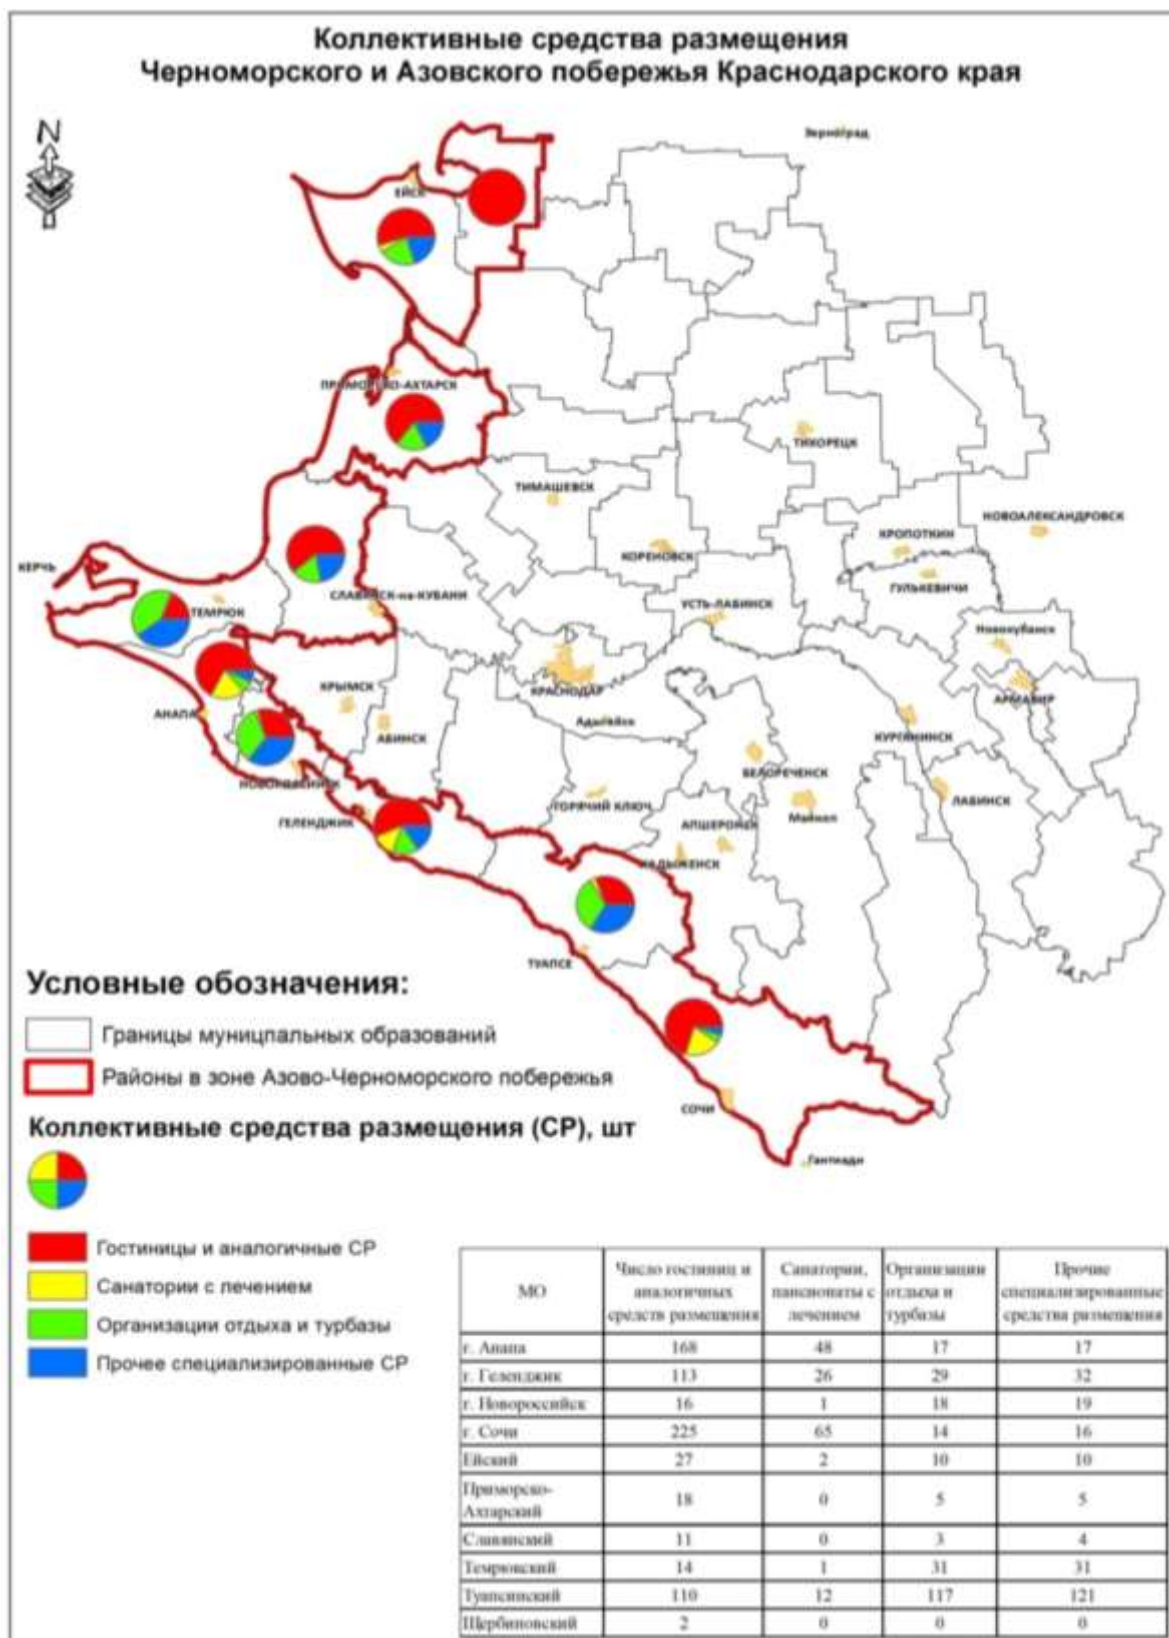 Коллективные средства размещения
Черноморского и Азовского побережья Краснодарского края
N
Зерноград
ЕЙСК
ПРИМОРСКО-АХТАРСК
ТИХОРЕЦК
ТИМАШЕВСК
НОВОАЛЕКСАНДРОВСК
КРОПОТКИН
КОРЕНОВСК
КЕРЧЬ
ГУЛЬКЕВИЧИ
СЛАВЯНСК-на-КУБАНИ
ТЕМРЮК
УСТЬ-ЛАБИНСК
Новокубанск
КРЫМСК
КРАСНОДАР
АРМАВИР
АНАПА
Адыгейск
АБИНСК
КУРГАНИНСК
БЕЛОРЕЧЕНСК
НОВОРОССИЙСК
ГОРЯЧИЙ КЛЮЧ
ЛАБИНСК
ГЕЛЕНДЖИК
АПШЕРОНСК
Майкоп
ХАДЫЖЕНСК
ТУАПСЕ
СОЧИ
Гантиади
Условные обозначения:
Границы муницпальных образований
Районы в зоне Азово-Черноморского побережья
Коллективные средства размещения (СР), шт
Гостиницы и аналогичные СР
Санатории с лечением
Организации отдыха и турбазы
Прочее специализированные СР
МО Число гостиниц и аналогичных средств размещения Санатории, пансионаты с лечением Организации отдыха и турбазы Прочие специализированные средства размещения
г. Анапа 168 48 17 17
г. Геленджик 113 26 29 32
г. Новороссийск 16 1 18 19
г. Сочи 225 65 14 16
Ейский 27 2 10 10
Приморско-Ахтарский 18 0 5 5
Славянский 11 0 3 4
Темрюкский 14 1 31 31
Туапсинский 110 12 117 121
Щербиновский 2 0 0 0